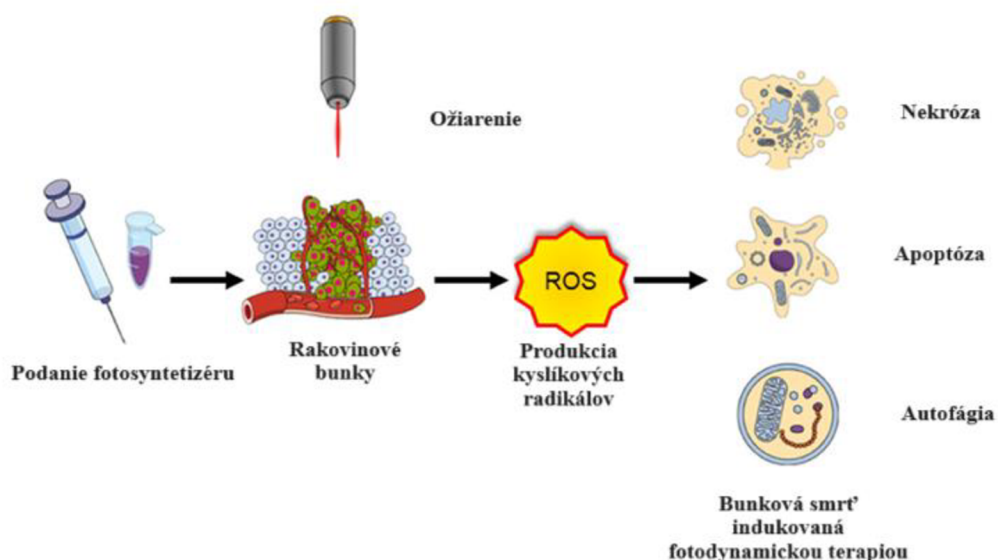 Ožiarenie
Nekróza
Podanie fotosyntetizéru
Rakovinové
bunky
ROS
Produkcia
kyslíkových
radikálov
Apoptóza
Autofágia
Bunková smrť
indukovaná
fotodynamickou terapiou